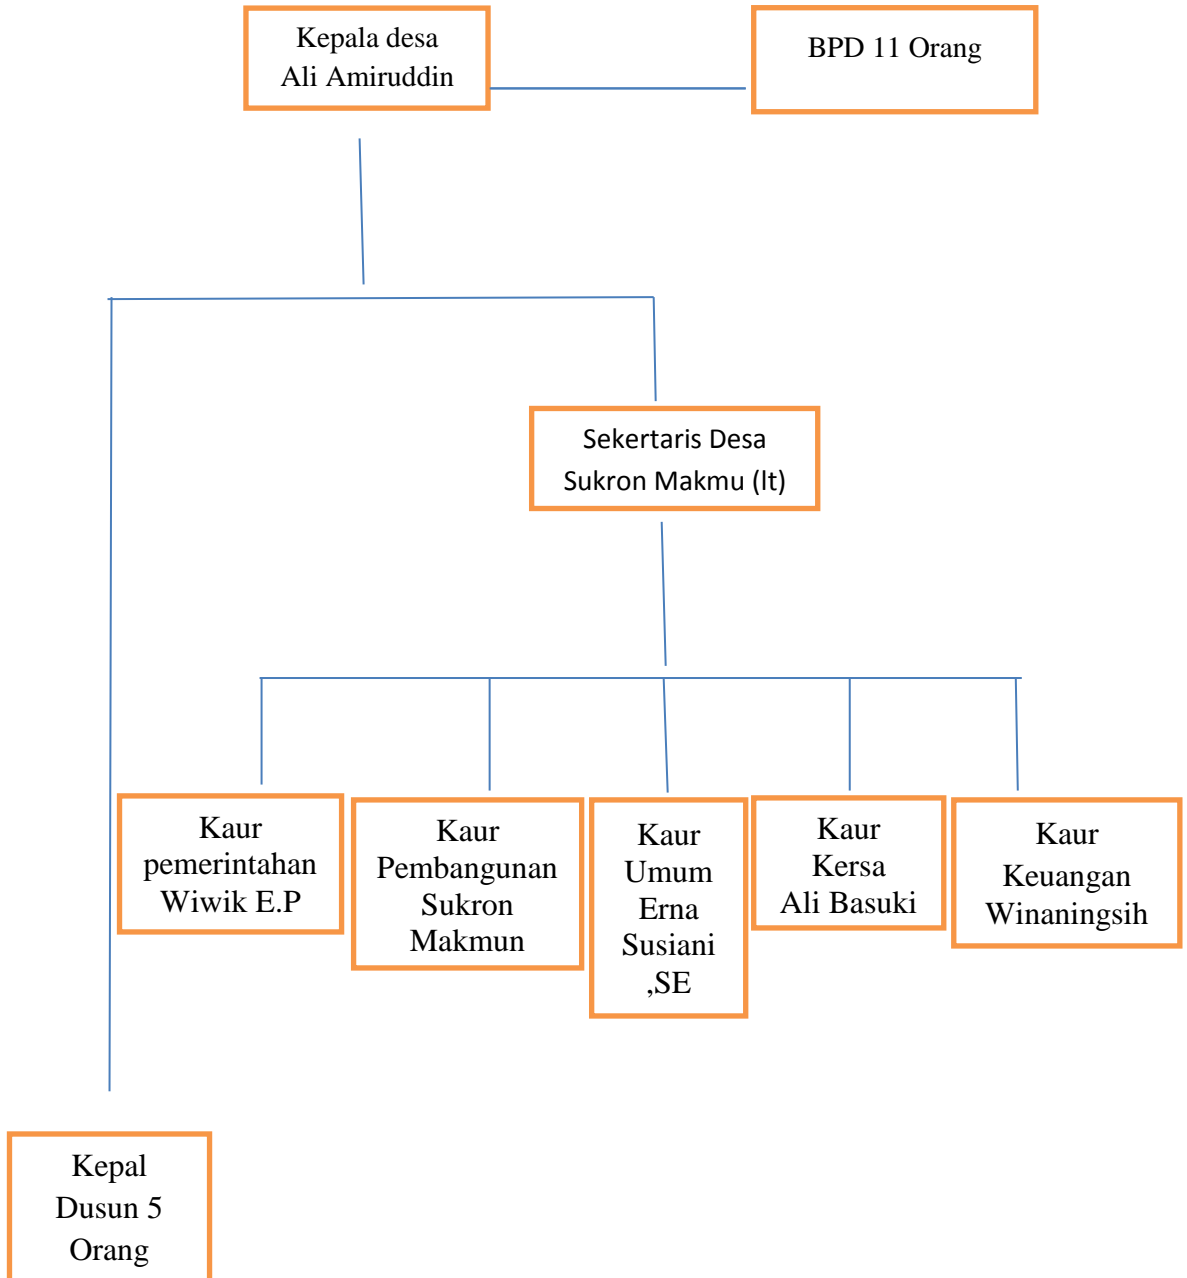 Kepala desa
Ali Amiruddin
BPD 11 Orang
Sekertaris Desa
Sukron Makmu (lt)
Kaur
pemerintahan
Wiwik E.P
Kaur
Pembangunan
Sukron
Makmun
Kaur
Umum
Erna
Susiani
,SE
Kaur
Kersa
Ali Basuki
Kaur
Keuangan
Winaningsih
Kepal
Dusun 5
Orang